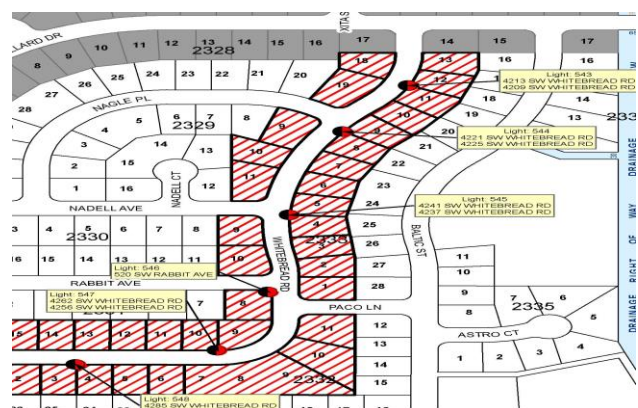 XITA S
LLARD DR
2328
NAGLE PL
2329
NADELL CT
NADELL AVE
2330
WHITEBREAD RD
BALTIC ST
RABBIT AVE
PACO LN
ASTRO CT
2335
2332
DRAINAGE RIGHT OF WAY
DRAINAGE
Light: 543
4213 SW WHITEBREAD RD
4209 SW WHITEBREAD RD
Light: 544
4221 SW WHITEBREAD RD
4225 SW WHITEBREAD RD
Light: 545
4241 SW WHITEBREAD RD
4237 SW WHITEBREAD RD
Light: 546
520 SW RABBIT AVE
Light: 547
4262 SW WHITEBREAD RD
4256 SW WHITEBREAD RD
Light: 548
4285 SW WHITEBREAD RD
8 9 10 11 12 13 14 15 16 17
14 15 17
28 27 26 25 24 23 22 21 20
18
19
13
12
11
10
3 4 5 6 7 8
2 15 14 13
1 16 12
9
10
11
6 5 4 3 2 1
9
10
16 15 14 13 12 11
19
18
20
21
22
23
24
25
26
27
28
8
7
6
5
4
3
2
1
11
10
9
8
7 6 5
1 2 3 4
7 8
15 14 13 12 11 10 9
2 3 4 5 6 7 8
11
10
9
12
13
14
15